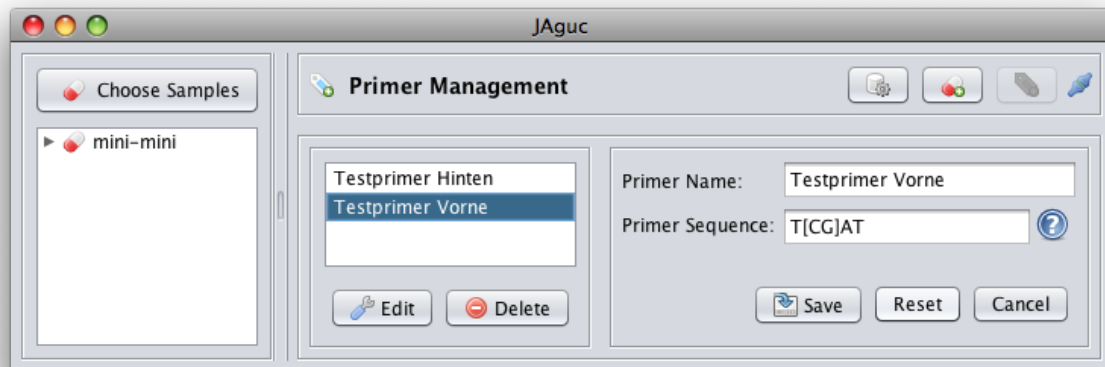 JAguc
Choose Samples
mini-mini
Primer Management
Testprimer Hinten
Testprimer Vorne
Edit
Delete
Primer Name:
Testprimer Vorne
Primer Sequence:
T[CG]AT
?
Save
Reset
Cancel